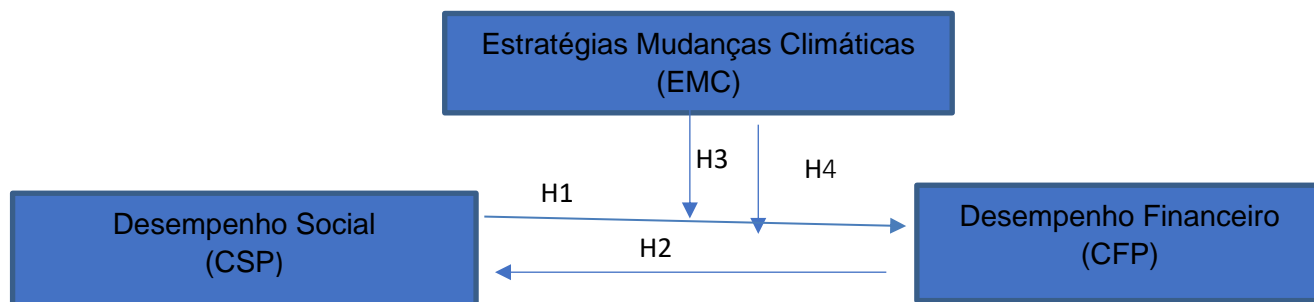 Estratégias Mudanças Climáticas
(EMC)
H3
H4
H1
Desempenho Social
(CSP)
Desempenho Financeiro
(CFP)
H2